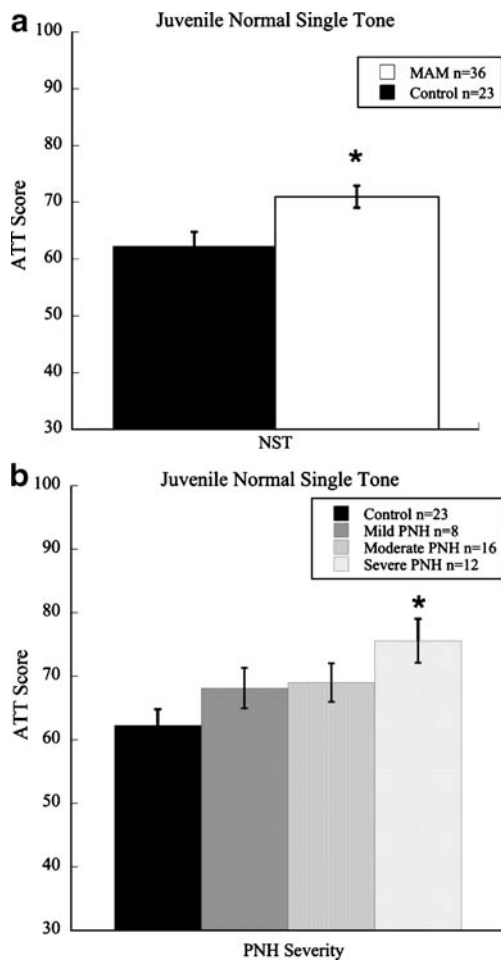 a
Juvenile Normal Single Tone
MAM n=36
Control n=23
*
ATT Score
100
90
80
70
60
50
40
30
NST
b
Juvenile Normal Single Tone
Control n=23
Mild PNH n=8
Moderate PNH n=16
Severe PNH n=12
*
ATT Score
100
90
80
70
60
50
40
30
PNH Severity